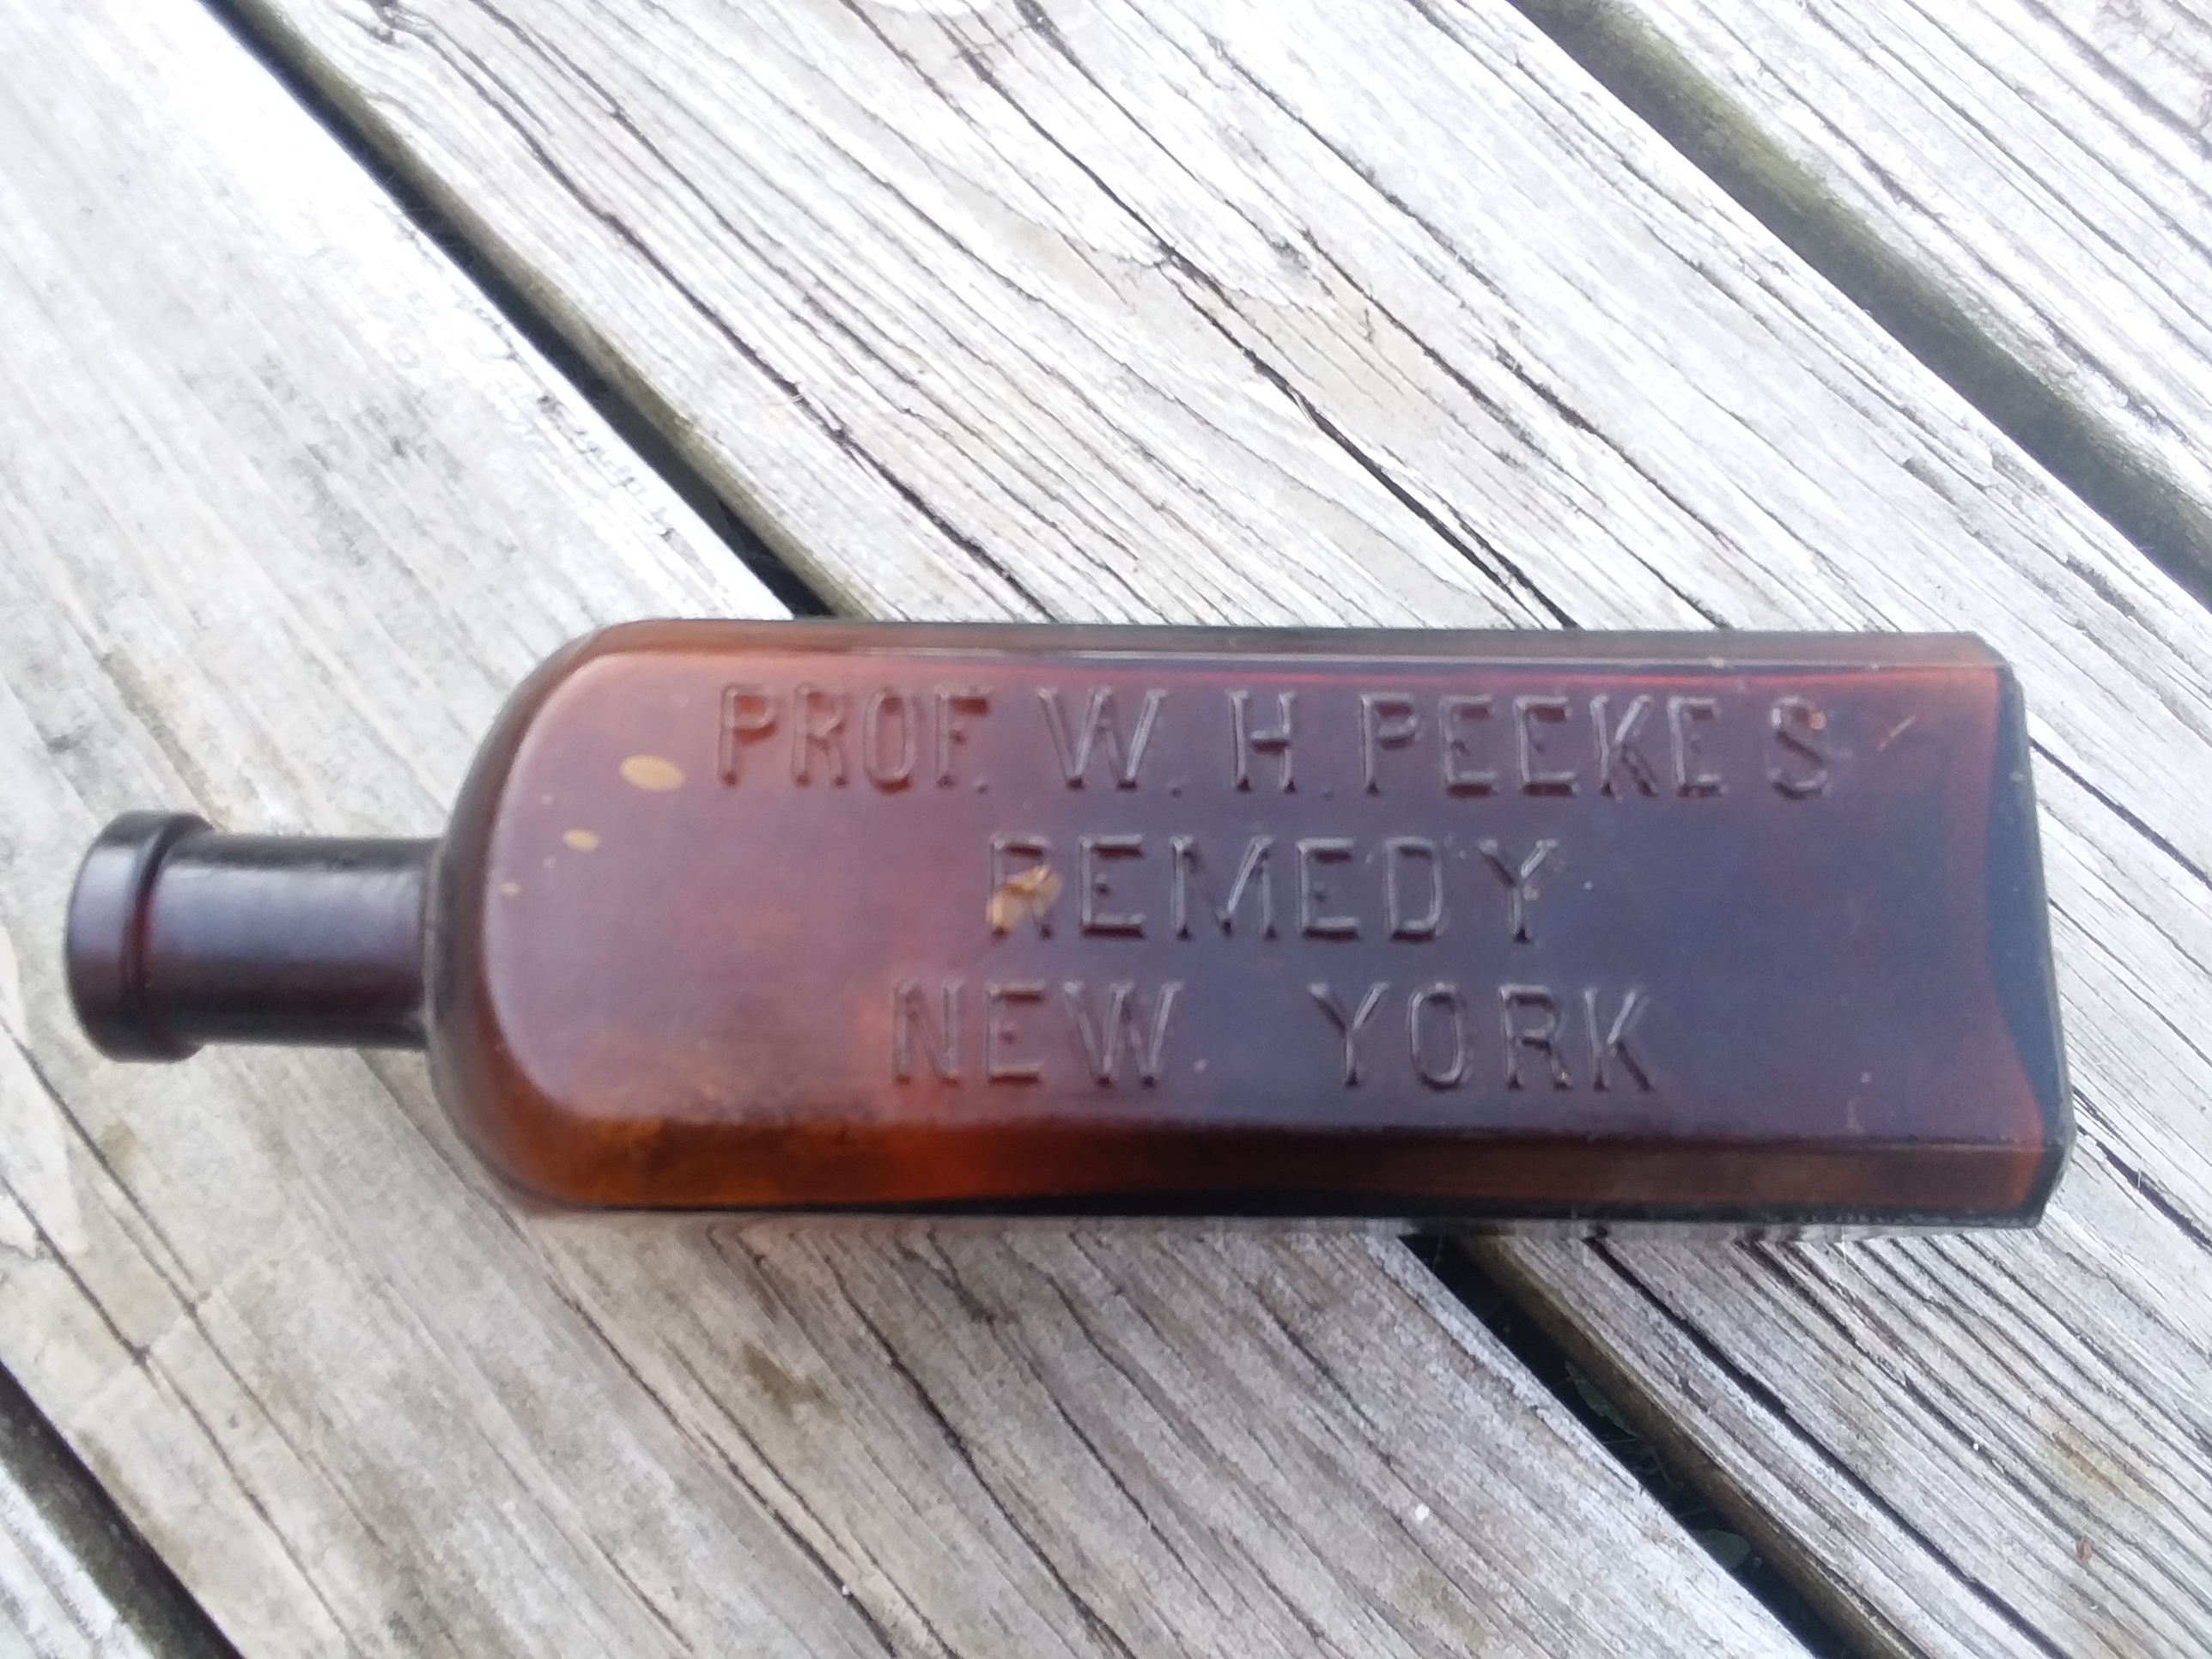 PROF. W. H. PEEKE S
REMEDY
NEW YORK